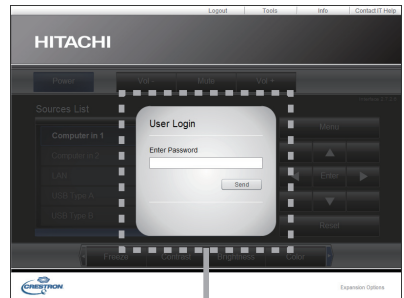 Logout Tools Info Contact IT Help
HITACHI
Power Vol - Mute Vol +
Sources List
Computer in 1
Computer in 2
LAN
USB Type A
USB Type B
User Login
Enter Password
Send
Menu
Enter
Reset
Freeze Contrast Brightness Color
CRESTRON
Expansion Options